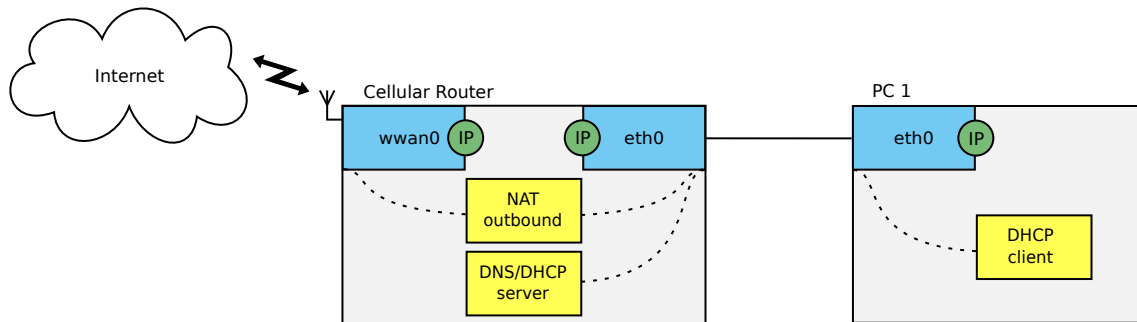 Internet
Cellular Router
PC 1
wwan0
IP
IP
eth0
eth0
IP
NAT
outbound
DNS/DHCP
server
DHCP
client